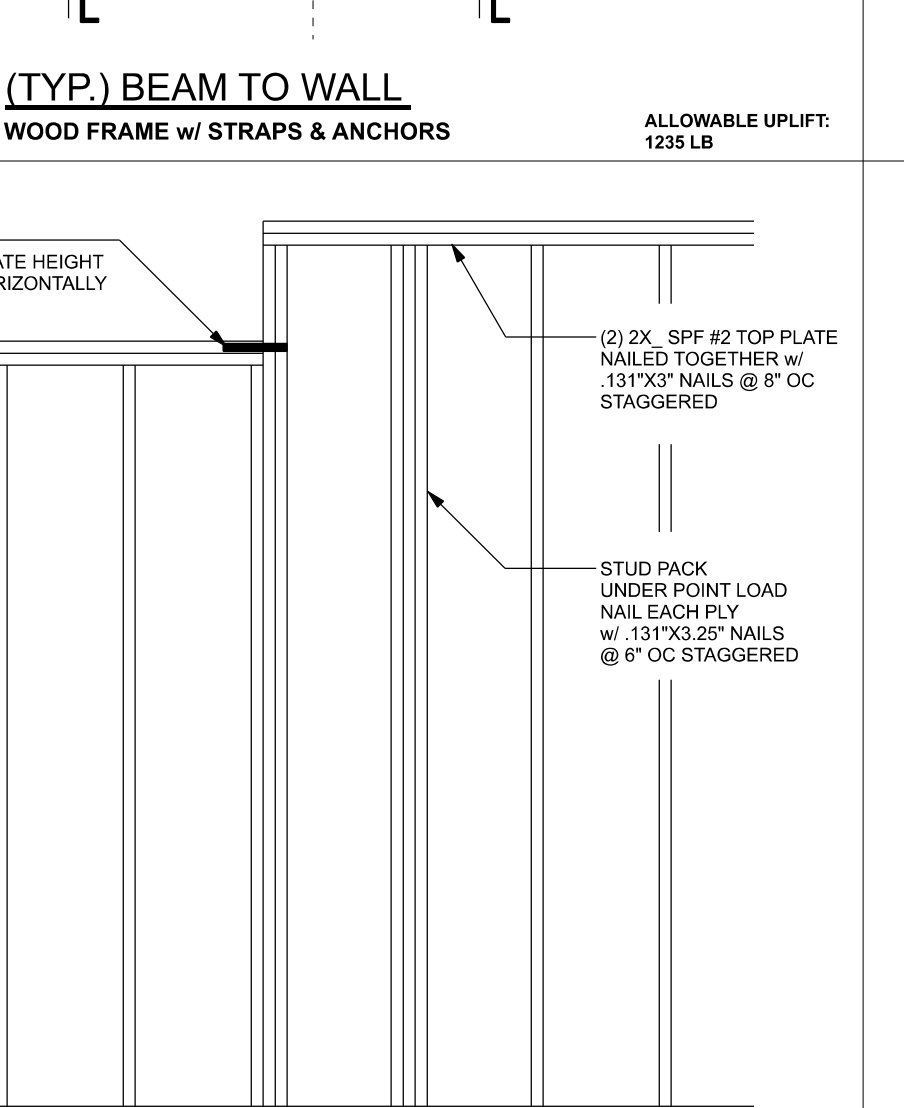 (TYP.) BEAM TO WALL
WOOD FRAME w/ STRAPS & ANCHORS
ALLOWABLE UPLIFT:
1235 LB
HEIGHT
(2) 2X_ SPF #2 TOP PLATE
NAILED TOGETHER w/
.131"X3" NAILS @ 8" OC
STAGGERED
STUD PACK
UNDER POINT LOAD
NAIL EACH PLY
w/ .131"X3.25" NAILS
@ 6" OC STAGGERED